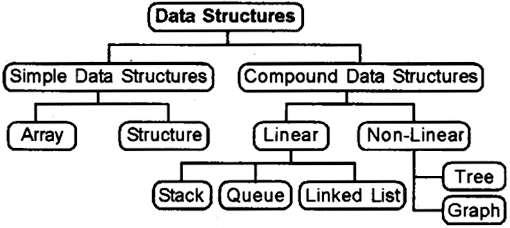 Data Structures
Simple Data Structures
Compound Data Structures
Array
Structure
Linear
Non-Linear
Stack
Queue
Linked List
Tree
Graph